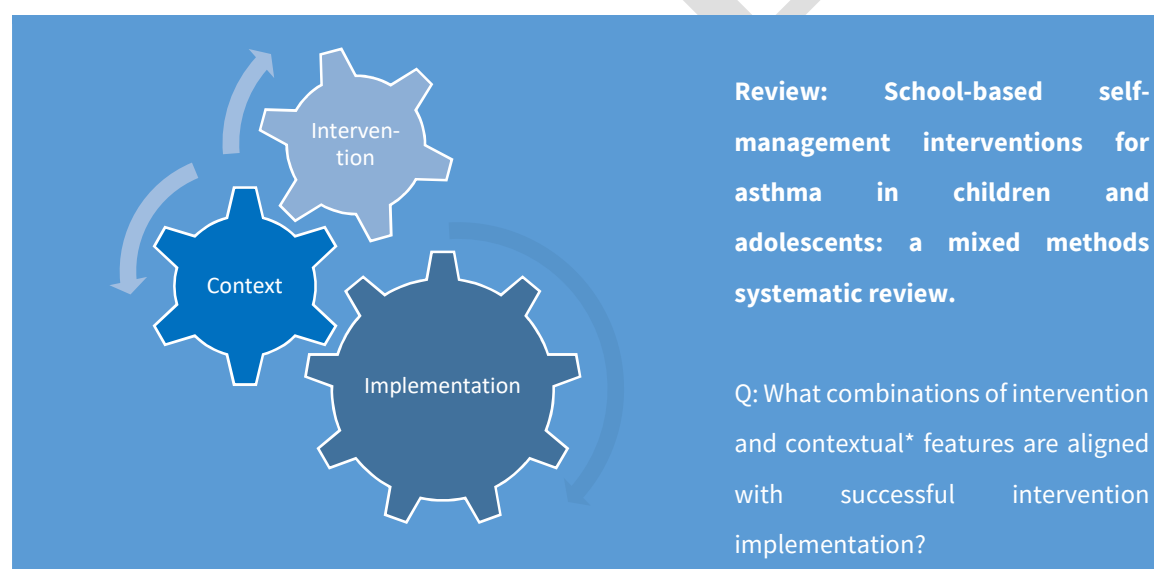 Interven-
tion
Context
Implementation
Review: School-based self-
management interventions for
asthma in children and
adolescents: a mixed methods
systematic review.
Q: What combinations of intervention
and contextual* features are aligned
with successful intervention
implementation?